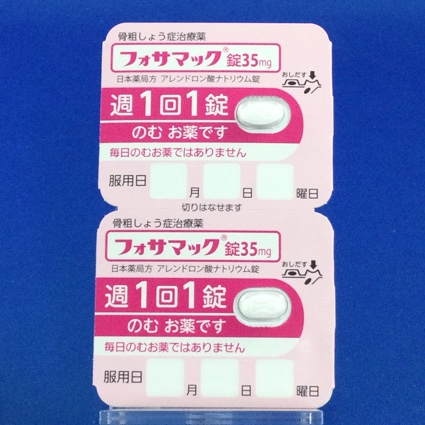 骨粗しょう症治療薬
フォサマック®錠35mg
日本薬局方 アレンドロン酸ナトリウム錠
おしだす
週1回1錠
のむ お薬です
毎日のむお薬ではありません
服用日 月 日 曜日
切りはなせます
骨粗しょう症治療薬
フォサマック®錠35mg
日本薬局方 アレンドロン酸ナトリウム錠
おしだす
週1回1錠
のむ お薬です
毎日のむお薬ではありません
服用日 月 日 曜日